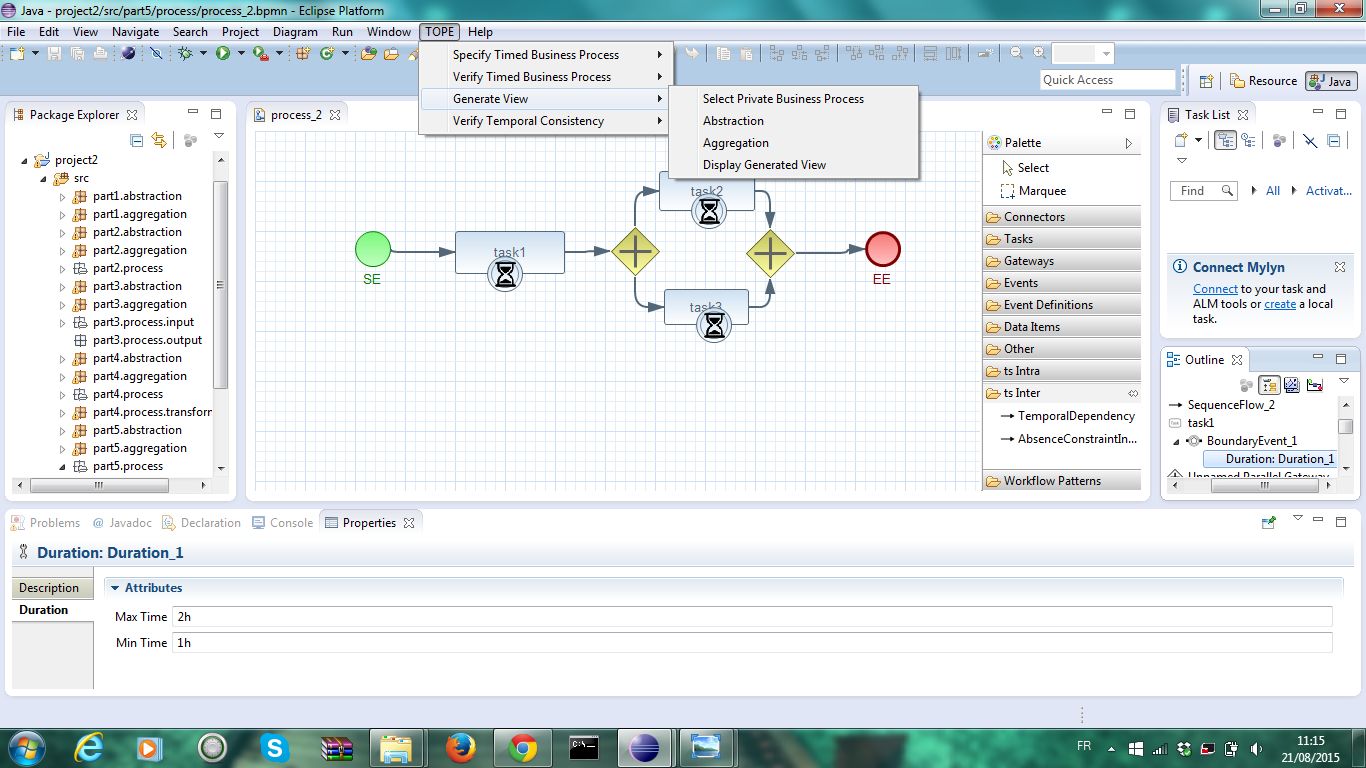 Java - project2/src/part5/process/process_2.bpmn - Eclipse Platform
File Edit View Navigate Search Project Diagram Run Window TOPE Help
Specify Timed Business Process
Verify Timed Business Process
Generate View
Verify Temporal Consistency
Select Private Business Process
Abstraction
Aggregation
Display Generated View
Quick Access
Resource
Java
Package Explorer
project2
src
part1.abstraction
part1.aggregation
part2.abstraction
part2.aggregation
part2.process
part3.abstraction
part3.aggregation
part3.process.input
part3.process.output
part4.abstraction
part4.aggregation
part4.process
part4.process.transforr
part5.abstraction
part5.aggregation
part5.process
process_2
SE
task1
task2
task3
EE
Palette
Select
Marquee
Connectors
Tasks
Gateways
Events
Event Definitions
Data Items
Other
ts Intra
ts Inter
TemporalDependency
AbsenceConstraintIn...
Workflow Patterns
Task List
Find
All
Activat...
Connect Mylyn
Connect to your task and
ALM tools or create a local
task.
Outline
SequenceFlow_2
task1
BoundaryEvent_1
Duration: Duration_1
Unnamed Parallel Gateway
Problems
@ Javadoc
Declaration
Console
Properties
Duration: Duration_1
Description
Duration
Attributes
Max Time 2h
Min Time 1h
FR
11:15
21/08/2015